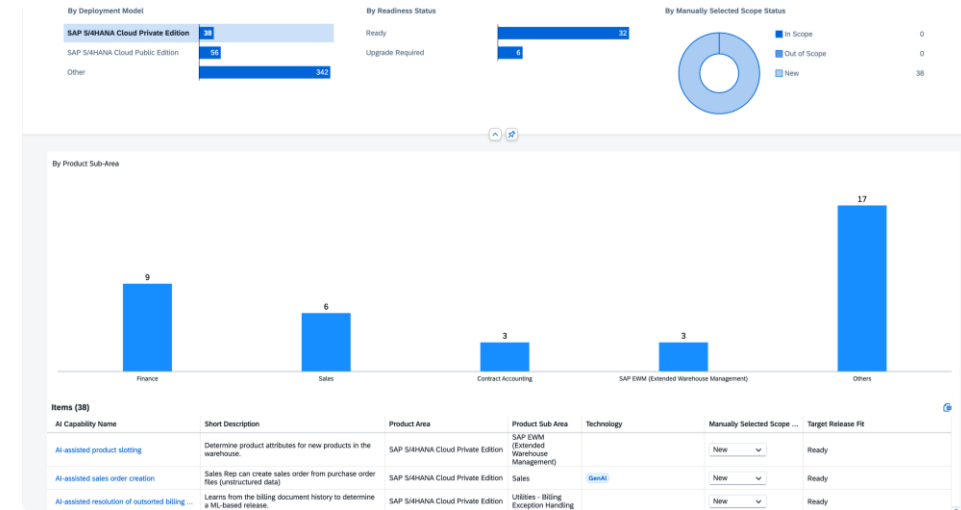 By Deployment Model
SAP S/4HANA Cloud Private Edition 38
SAP S/4HANA Cloud Public Edition 56
Other 342
By Readiness Status
Ready 32
Upgrade Required 6
By Manually Selected Scope Status
In Scope 0
Out of Scope 0
New 38
By Product Sub-Area
9
6
3
3
17
Finance
Sales
Contract Accounting
SAP EWM (Extended Warehouse Management)
Others
Items (38)
AI Capability Name Short Description Product Area Product Sub Area Technology Manually Selected Scope ... Target Release Fit
AI-assisted product slotting
Determine product attributes for new products in the
warehouse.
SAP S/4HANA Cloud Private Edition
SAP EWM
(Extended
Warehouse
Management)
New
Ready
AI-assisted sales order creation
Sales Rep can create sales order from purchase order
files (unstructured data)
SAP S/4HANA Cloud Private Edition
Sales
GenAI
New
Ready
AI-assisted resolution of outsorted billing ...
Learns from the billing document history to determine
a ML-based release.
SAP S/4HANA Cloud Private Edition
Utilities - Billing
Exception Handling
New
Ready